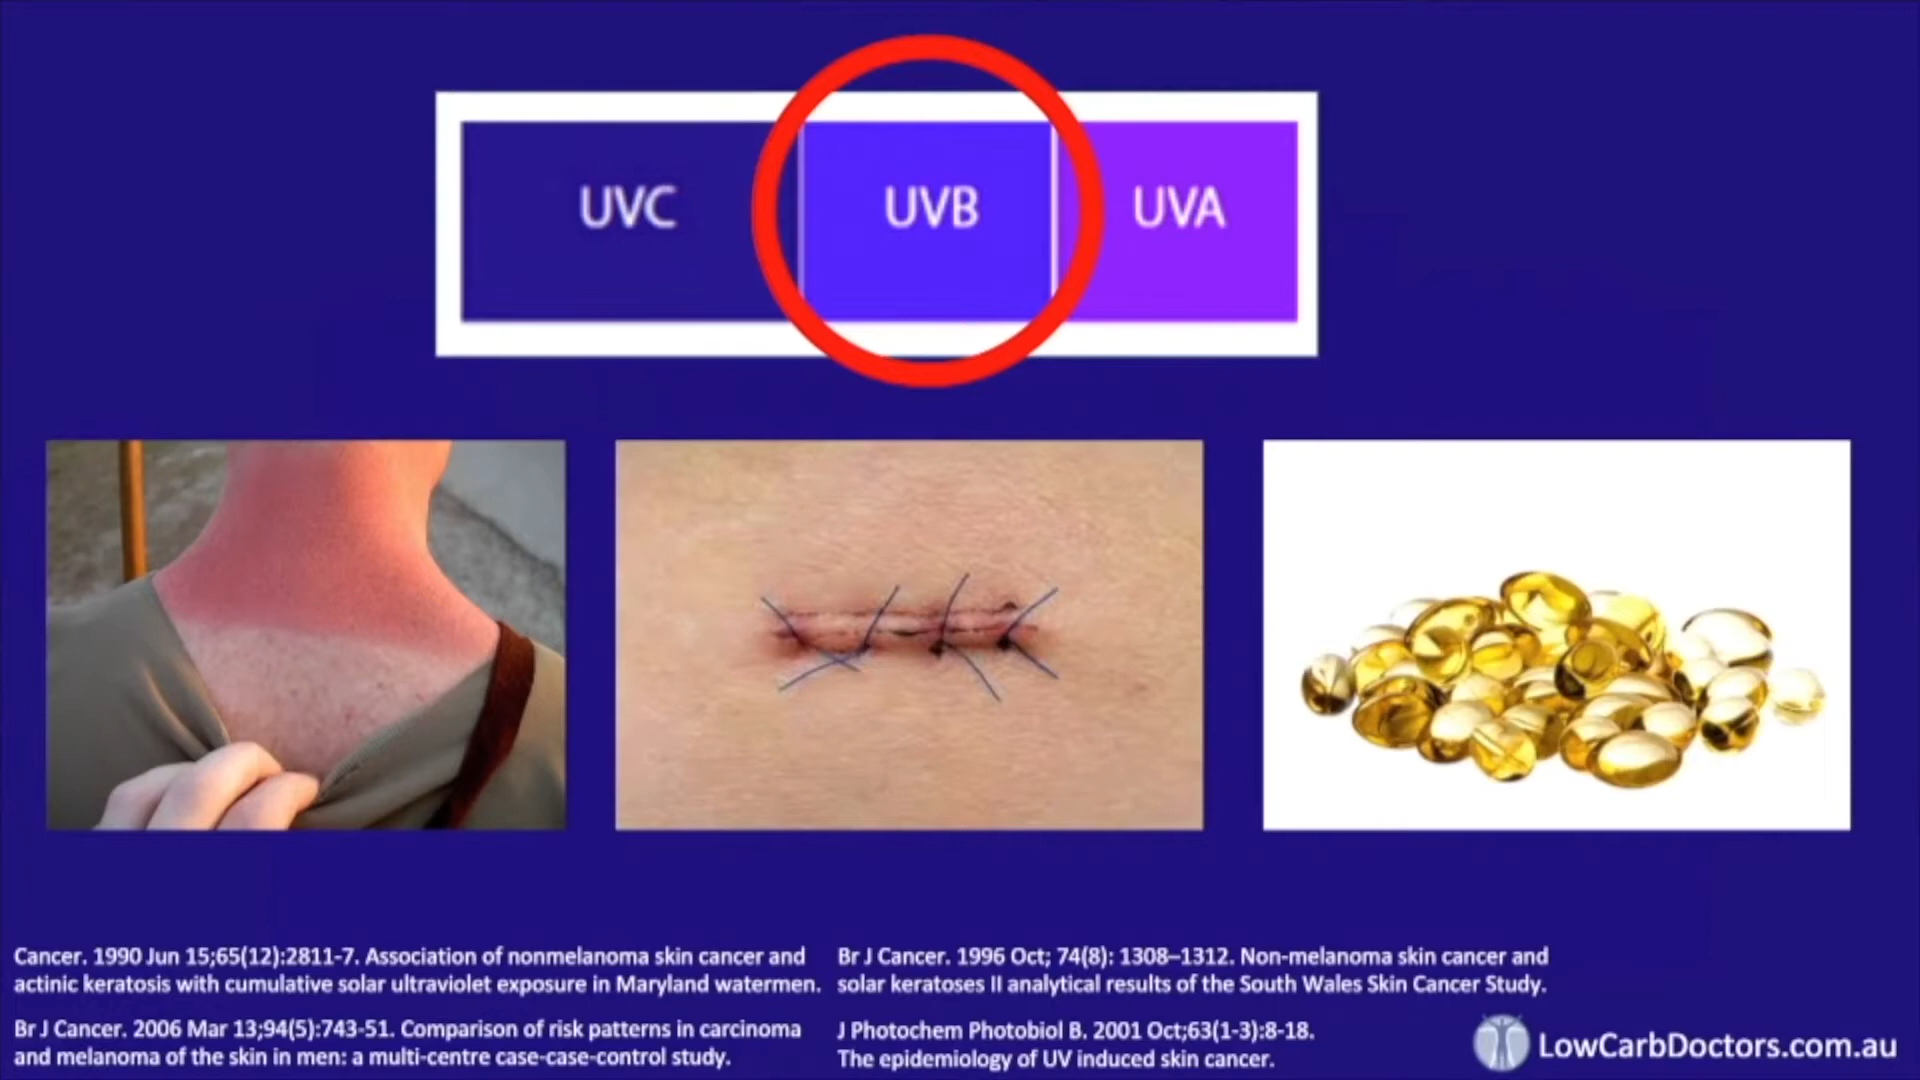 UVC
UVB
UVA
Cancer. 1990 Jun 15;65(12):2811-7. Association of nonmelanoma skin cancer and
actinic keratosis with cumulative solar ultraviolet exposure in Maryland watermen.
Br J Cancer. 2006 Mar 13;94(5):743-51. Comparison of risk patterns in carcinoma
and melanoma of the skin in men: a multi-centre case-case-control study.
Br J Cancer. 1996 Oct; 74(8): 1308–1312. Non-melanoma skin cancer and
solar keratoses II analytical results of the South Wales Skin Cancer Study.
J Photochem Photobiol B. 2001 Oct;63(1-3):8-18.
The epidemiology of UV induced skin cancer.
LowCarbDoctors.com.au